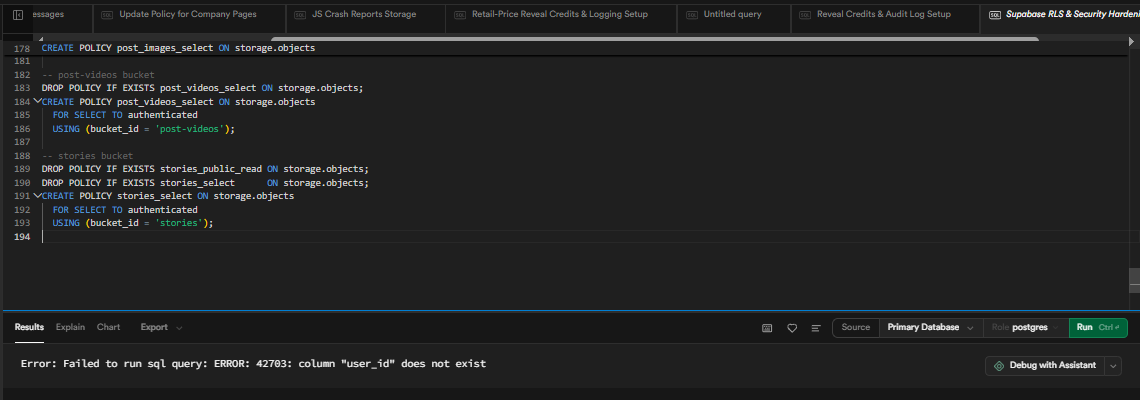 essages
SQL Update Policy for Company Pages
SQL JS Crash Reports Storage
SQL Retail-Price Reveal Credits & Logging Setup
SQL Untitled query
SQL Reveal Credits & Audit Log Setup
SQL Supabase RLS & Security Hardeni
178 CREATE POLICY post_images_select ON storage.objects
181
182 -- post-videos bucket
183 DROP POLICY IF EXISTS post_videos_select ON storage.objects;
184 CREATE POLICY post_videos_select ON storage.objects
185 FOR SELECT TO authenticated
186 USING (bucket_id = 'post-videos');
187
188 -- stories bucket
189 DROP POLICY IF EXISTS stories_public_read ON storage.objects;
190 DROP POLICY IF EXISTS stories_select      ON storage.objects;
191 CREATE POLICY stories_select ON storage.objects
192 FOR SELECT TO authenticated
193 USING (bucket_id = 'stories');
194
Results Explain Chart Export Source Primary Database Role postgres Run Ctrl
Error: Failed to run sql query: ERROR: 42703: column "user_id" does not exist
Debug with Assistant